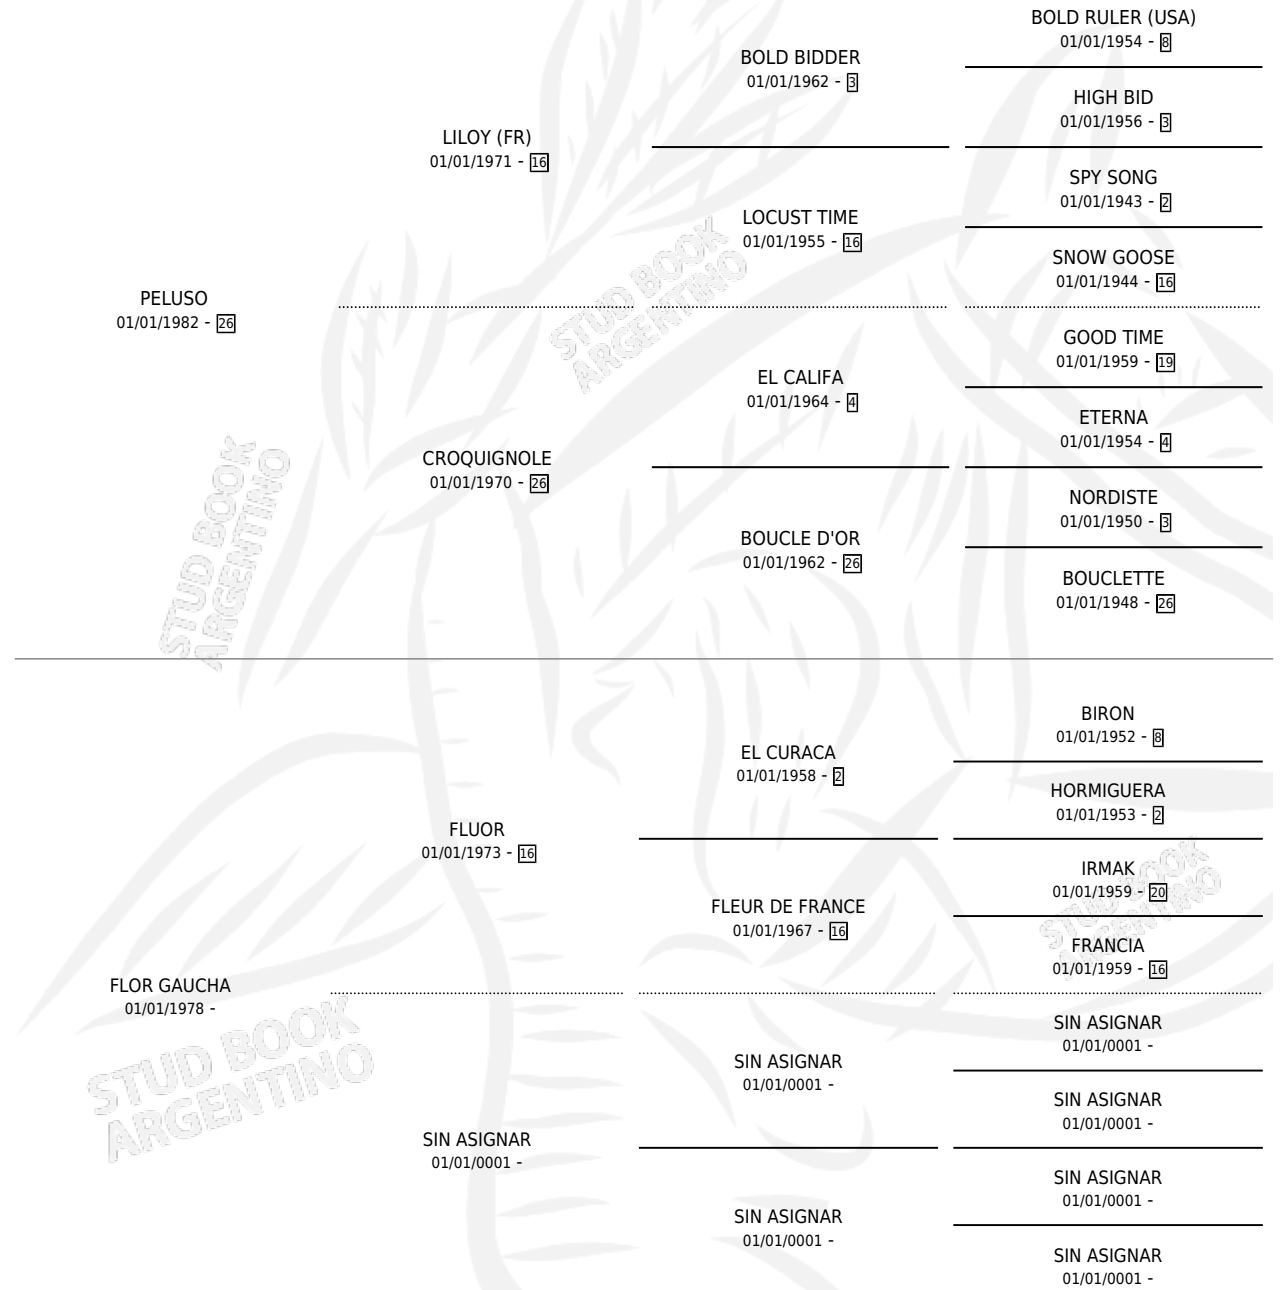 BOLD RULER (USA)
01/01/1954 - 8
BOLD BIDDER
01/01/1962 - 3
HIGH BID
01/01/1956 - 3
LILOY (FR)
01/01/1971 - 16
SPY SONG
01/01/1943 - 2
LOCUST TIME
01/01/1955 - 16
SNOW GOOSE
01/01/1944 - 16
PELUSO
01/01/1982 - 26
GOOD TIME
01/01/1959 - 19
EL CALIFA
01/01/1964 - 4
ETERNA
01/01/1954 - 4
CROQUIGNOLE
01/01/1970 - 26
NORDISTE
01/01/1950 - 3
BOUCLE D'OR
01/01/1962 - 26
BOUCLETTE
01/01/1948 - 26
STUD BOOK
ARGENTINO
STUD BOOK
ARGENTINO
BIRON
01/01/1952 - 8
EL CURACA
01/01/1958 - 2
HORMIGUERA
01/01/1953 - 2
FLUOR
01/01/1973 - 16
IRMAK
01/01/1959 - 20
FLEUR DE FRANCE
01/01/1967 - 16
FRANCIA
01/01/1959 - 16
FLOR GAUCHA
01/01/1978 -
SIN ASIGNAR
01/01/0001 -
SIN ASIGNAR
01/01/0001 -
SIN ASIGNAR
01/01/0001 -
SIN ASIGNAR
01/01/0001 -
SIN ASIGNAR
01/01/0001 -
SIN ASIGNAR
01/01/0001 -
SIN ASIGNAR
01/01/0001 -
STUD BOOK
ARGENTINO
STUD BOOK
ARGENTINO